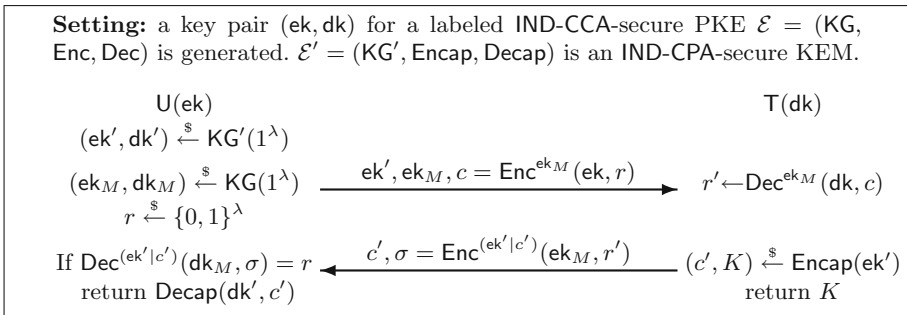 Setting: a key pair (ek, dk) for a labeled IND-CCA-secure PKE ℰ = (KG,
Enc, Dec) is generated. ℰ′ = (KG′, Encap, Decap) is an IND-CPA-secure KEM.
U(ek) T(dk)
(ek′, dk′) ←$ KG′(1^λ)
(ek_M, dk_M) ←$ KG(1^λ) ek′, ek_M, c = Enc^{ek_M}(ek, r) r′←Dec^{ek_M}(dk, c)
r ←$ {0, 1}^λ
If Dec^{(ek′|c′)}(dk_M, σ) = r c′, σ = Enc^{(ek′|c′)}(ek_M, r′) (c′, K) ←$ Encap(ek′)
return Decap(dk′, c′) return K